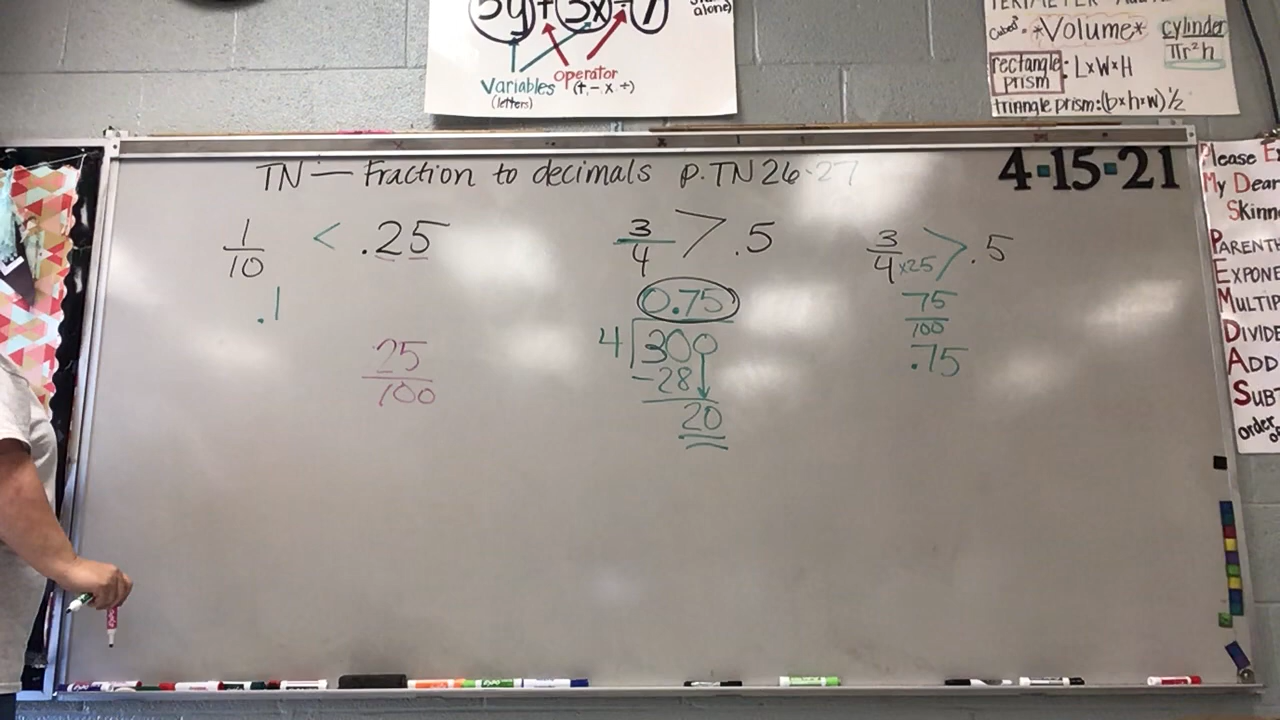 5y + 3x ÷ 7
alone)
Variables
(letters)
operator
(+, - x ÷)
Cubed³ = *Volume*
cylinder
πr²h
rectangle
prism : LxWxH
triangle prism:(bxhxw)½
TN — Fraction to decimals p.TN 26-27
4-15-21
1/10 < .25
.1
25/100
3/4 > .5
0.75
4 300
-28
20
3/4 x25 > .5
75/100
.75
Please
My Dear
PARENTH
EXPONE
MULTIP
DIVIDE
ADD
SUBT
order